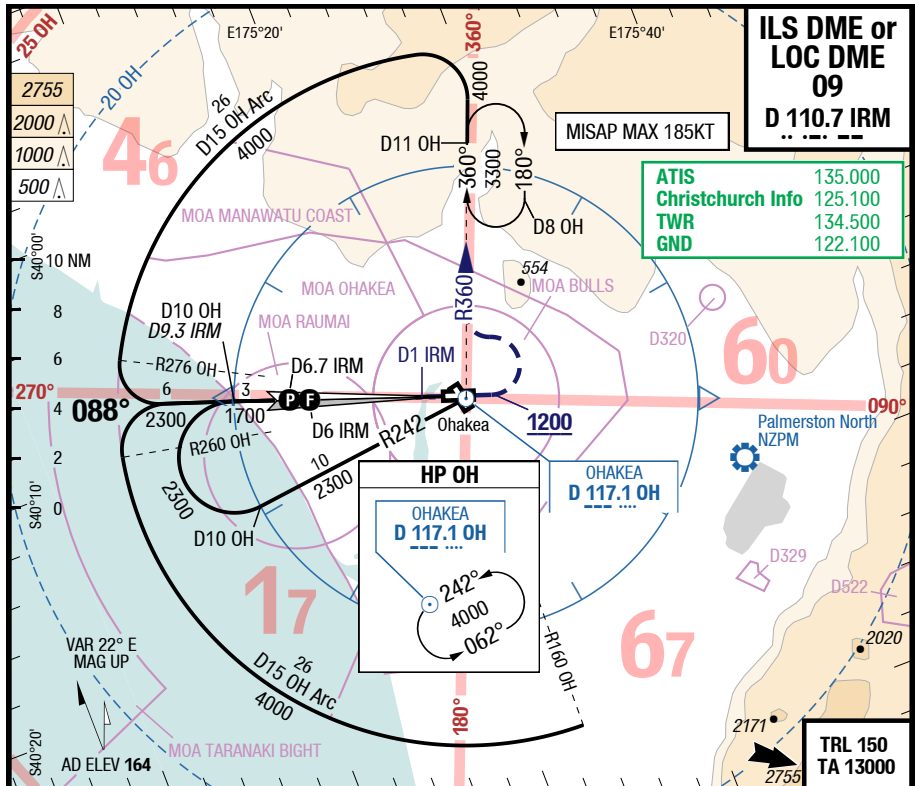 25 OH
E175°20'
360°
E175°40'
ILS DME or
LOC DME
09
D 110.7 IRM
2755
2000
1000
500
20 OH
46
26
D15 OH Arc
4000
4000
D11 OH
360°
3300
180°
D8 OH
MISAP MAX 185KT
ATIS 135.000
Christchurch Info 125.100
TWR 134.500
GND 122.100
MOA MANAWATU COAST
S40°00'
10 NM
8
6
4
2
0
MOA OHAKEA
R360
554
MOA BULLS
D320
D10 OH
D9.3 IRM
MOA RAUMAI
60
R276 OH
D6.7 IRM
D1 IRM
270°
6
3
P
F
090°
088°
2300
1700
D6 IRM
R242
Ohakea
1200
Palmerston North
NZPM
R260 OH
10
2300
2300
HP OH
OHAKEA
D 117.1 OH
OHAKEA
D 117.1 OH
S40°10'
D10 OH
242°
4000
062°
D329
D522
17
67
R160 OH
2020
VAR 22° E
MAG UP
26
D15 OH Arc
4000
180°
2171
MOA TARANAKI BIGHT
S40°20'
AD ELEV 164
2755
TRL 150
TA 13000